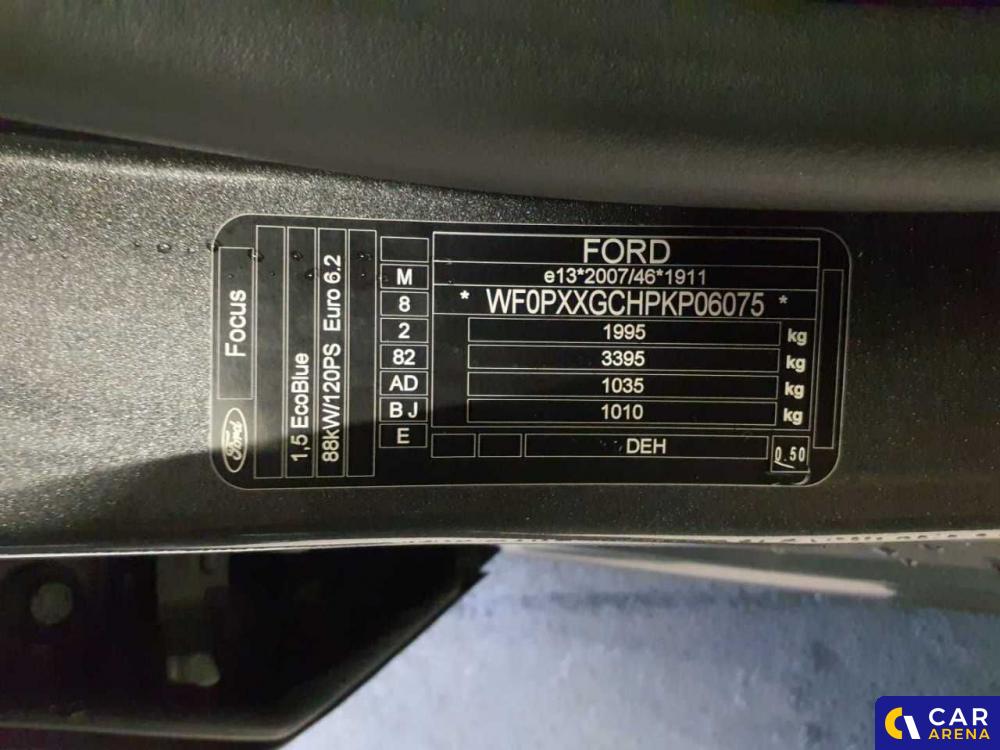 FORD
e13*2007/46*1911
* WF0PXXGCHPKP06075 *
1995 kg
3395 kg
1035 kg
1010 kg
DEH
0.50
M
8
2
82
AD
B J
E
Focus
Ford
1,5 EcoBlue
88kW/120PS Euro 6.2
CAR
ARENA